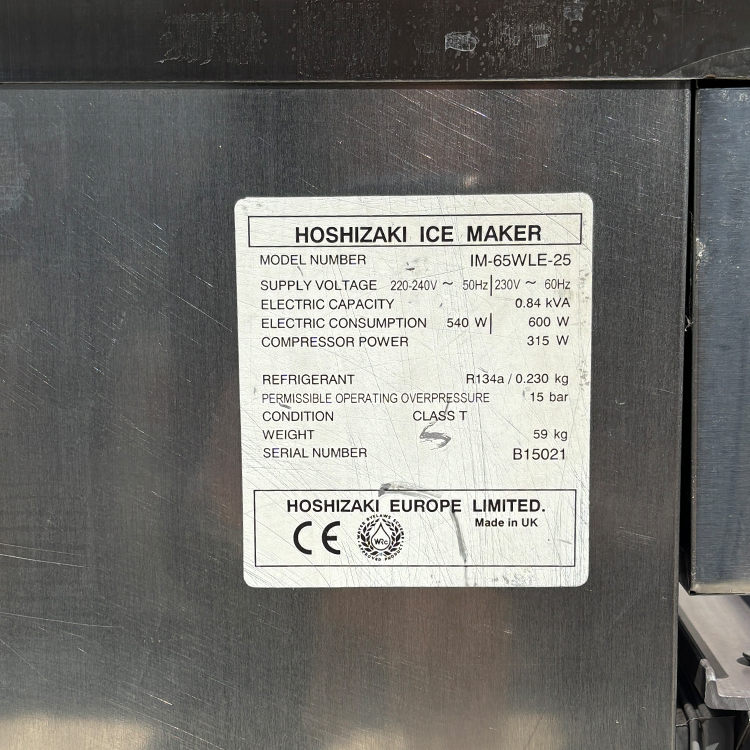 HOSHIZAKI ICE MAKER
MODEL NUMBER IM-65WLE-25
SUPPLY VOLTAGE 220-240V ~ 50Hz | 230V ~ 60Hz
ELECTRIC CAPACITY 0.84 kVA
ELECTRIC CONSUMPTION 540 W | 600 W
COMPRESSOR POWER 315 W
REFRIGERANT R134a / 0.230 kg
PERMISSIBLE OPERATING OVERPRESSURE 15 bar
CONDITION CLASS T
WEIGHT 59 kg
SERIAL NUMBER B15021
HOSHIZAKI EUROPE LIMITED.
Made in UK
CE
WRc